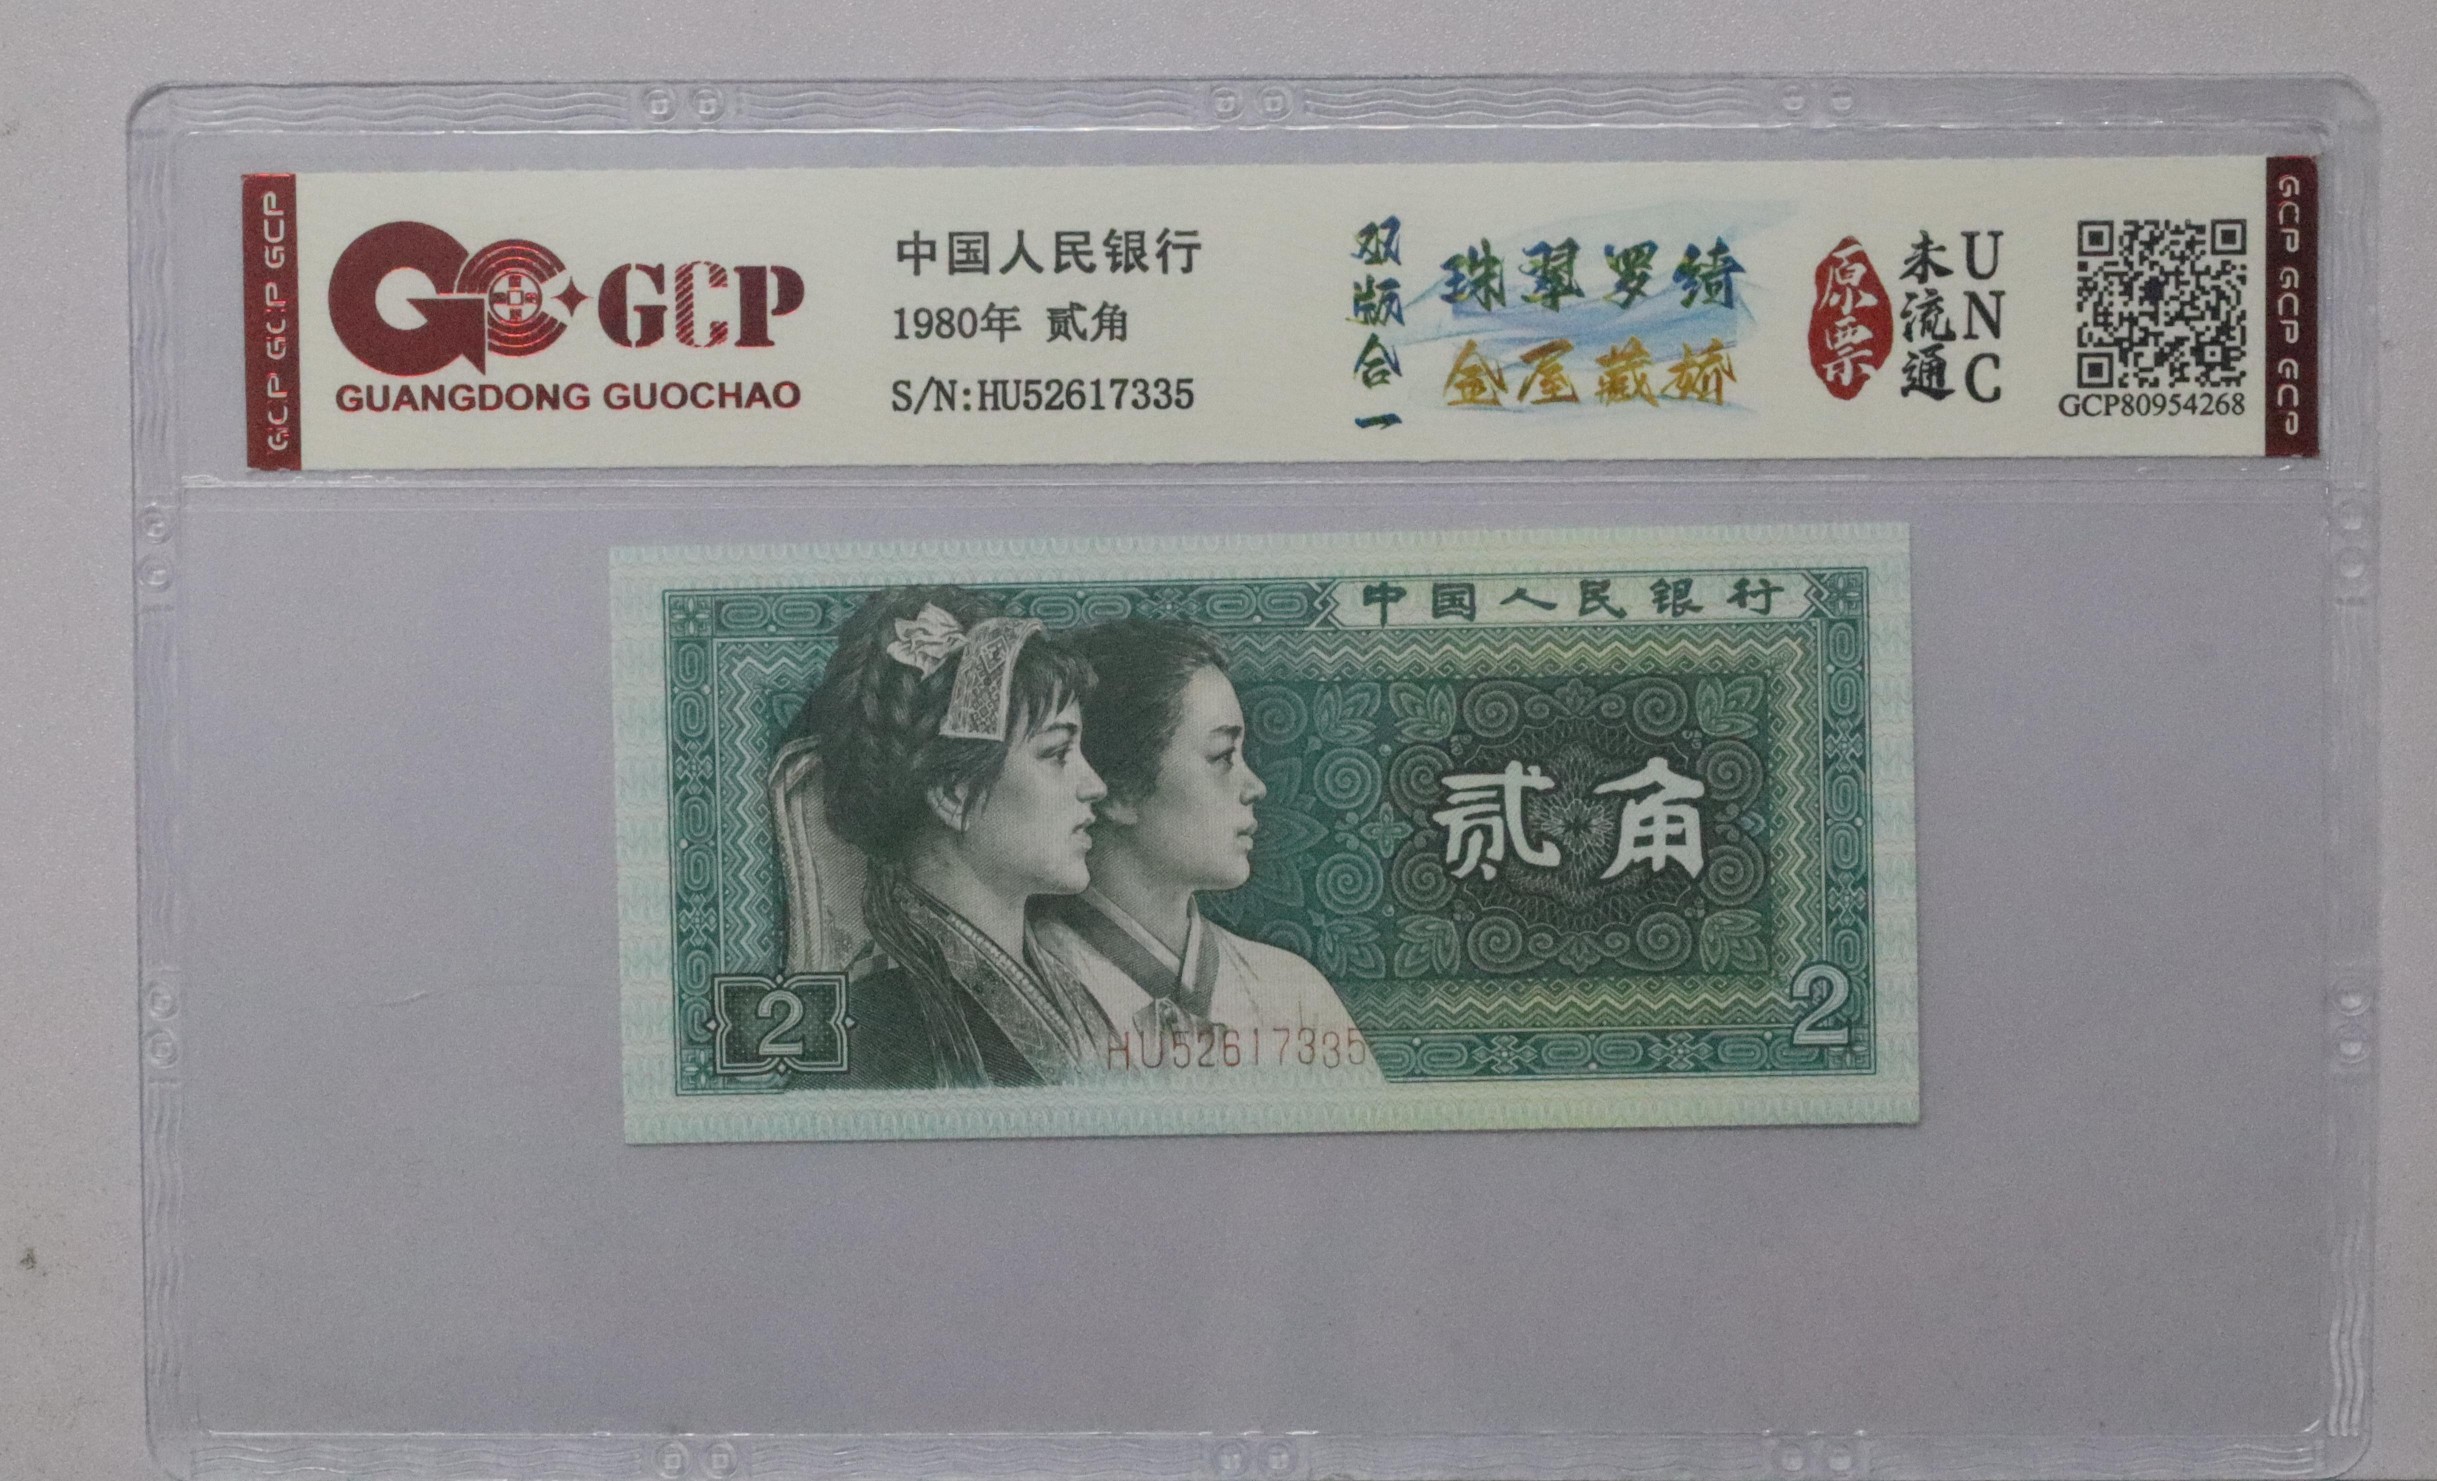 GCP GCP GCP
GCP
GUANGDONG GUOCHAO
中国人民银行
1980年 贰角
S/N:HU52617335
双版合一
珠翠罗绮
金屋藏娇
原票
未流通
UNC
GCP80954268
GCP GCP GCP
中国人民银行
贰角
2
HU52617335
2